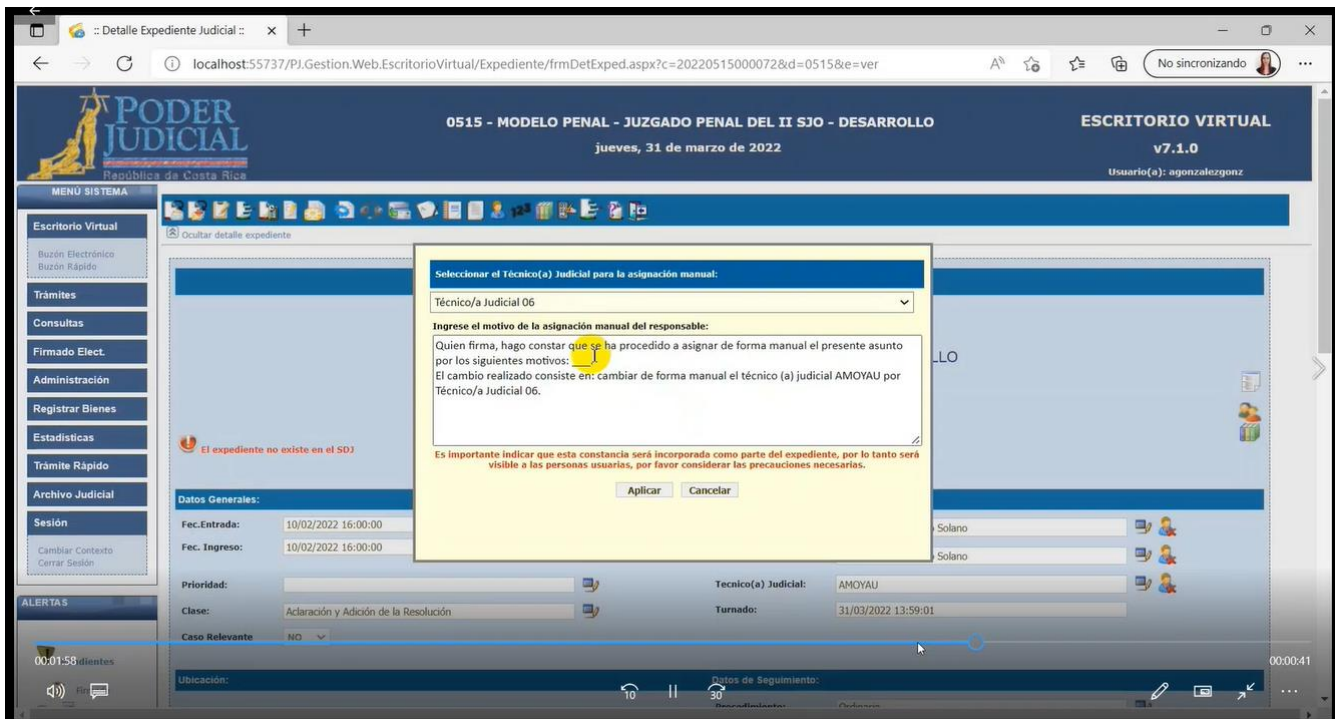 :: Detalle Expediente Judicial ::
localhost:55737/PJ.Gestion.Web.EscritorioVirtual/Expediente/frmDetExped.aspx?c=20220515000072&d=0515&e=ver
No sincronizando
PODER
JUDICIAL
República de Costa Rica
0515 - MODELO PENAL - JUZGADO PENAL DEL II SJO - DESARROLLO
jueves, 31 de marzo de 2022
ESCRITORIO VIRTUAL
v7.1.0
Usuario(a): agonzalezgonz
MENÚ SISTEMA
Escritorio Virtual
Buzón Electrónico
Buzón Rápido
Trámites
Consultas
Firmado Elect.
Administración
Registrar Bienes
Estadísticas
Trámite Rápido
Archivo Judicial
Sesión
Cambiar Contexto
Cerrar Sesión
ALERTAS
Ocultar detalle expediente
Seleccionar el Técnico(a) Judicial para la asignación manual:
Técnico/a Judicial 06
Ingrese el motivo de la asignación manual del responsable:
Quien firma, hago constar que se ha procedido a asignar de forma manual el presente asunto
por los siguientes motivos: ____.
El cambio realizado consiste en: cambiar de forma manual el técnico (a) judicial AMOYAU por
Técnico/a Judicial 06.
Es importante indicar que esta constancia será incorporada como parte del expediente, por lo tanto será
visible a las personas usuarias, por favor considerar las precauciones necesarias.
Aplicar Cancelar
LLO
El expediente no existe en el SDJ
Datos Generales:
Fec.Entrada: 10/02/2022 16:00:00
Solano
Fec. Ingreso: 10/02/2022 16:00:00
Solano
Prioridad:
Tecnico(a) Judicial: AMOYAU
Clase: Aclaración y Adición de la Resolución
Turnado: 31/03/2022 13:59:01
Caso Relevante NO
00:01:58
dientes
00:00:41
Ubicación:
Datos de Seguimiento:
10
30
Procedimiento: Ordinario